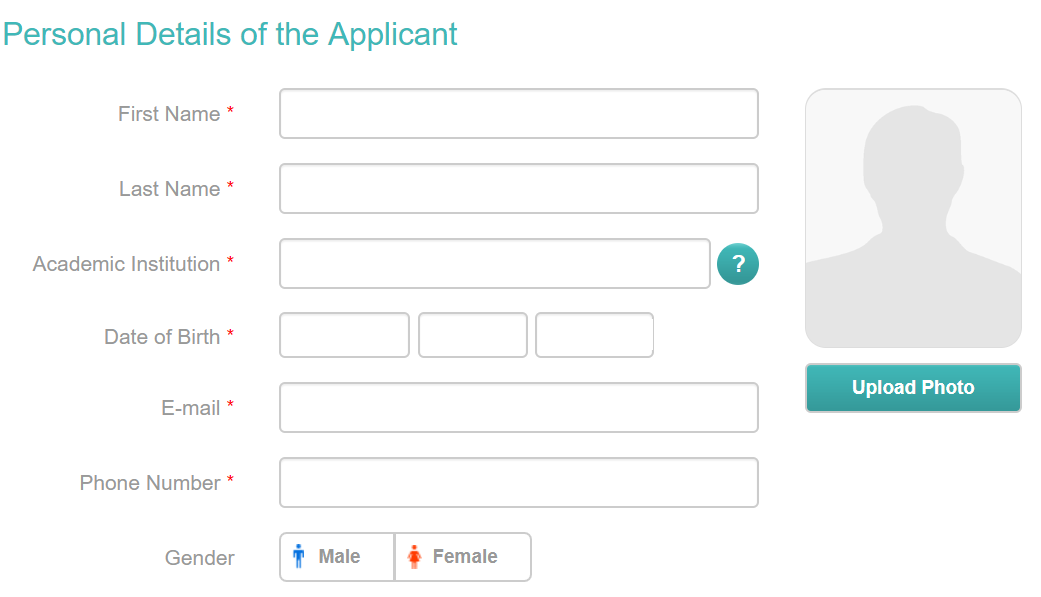 Personal Details of the Applicant
First Name *
Last Name *
Academic Institution * ?
Date of Birth *
E-mail *
Phone Number *
Gender Male Female
Upload Photo